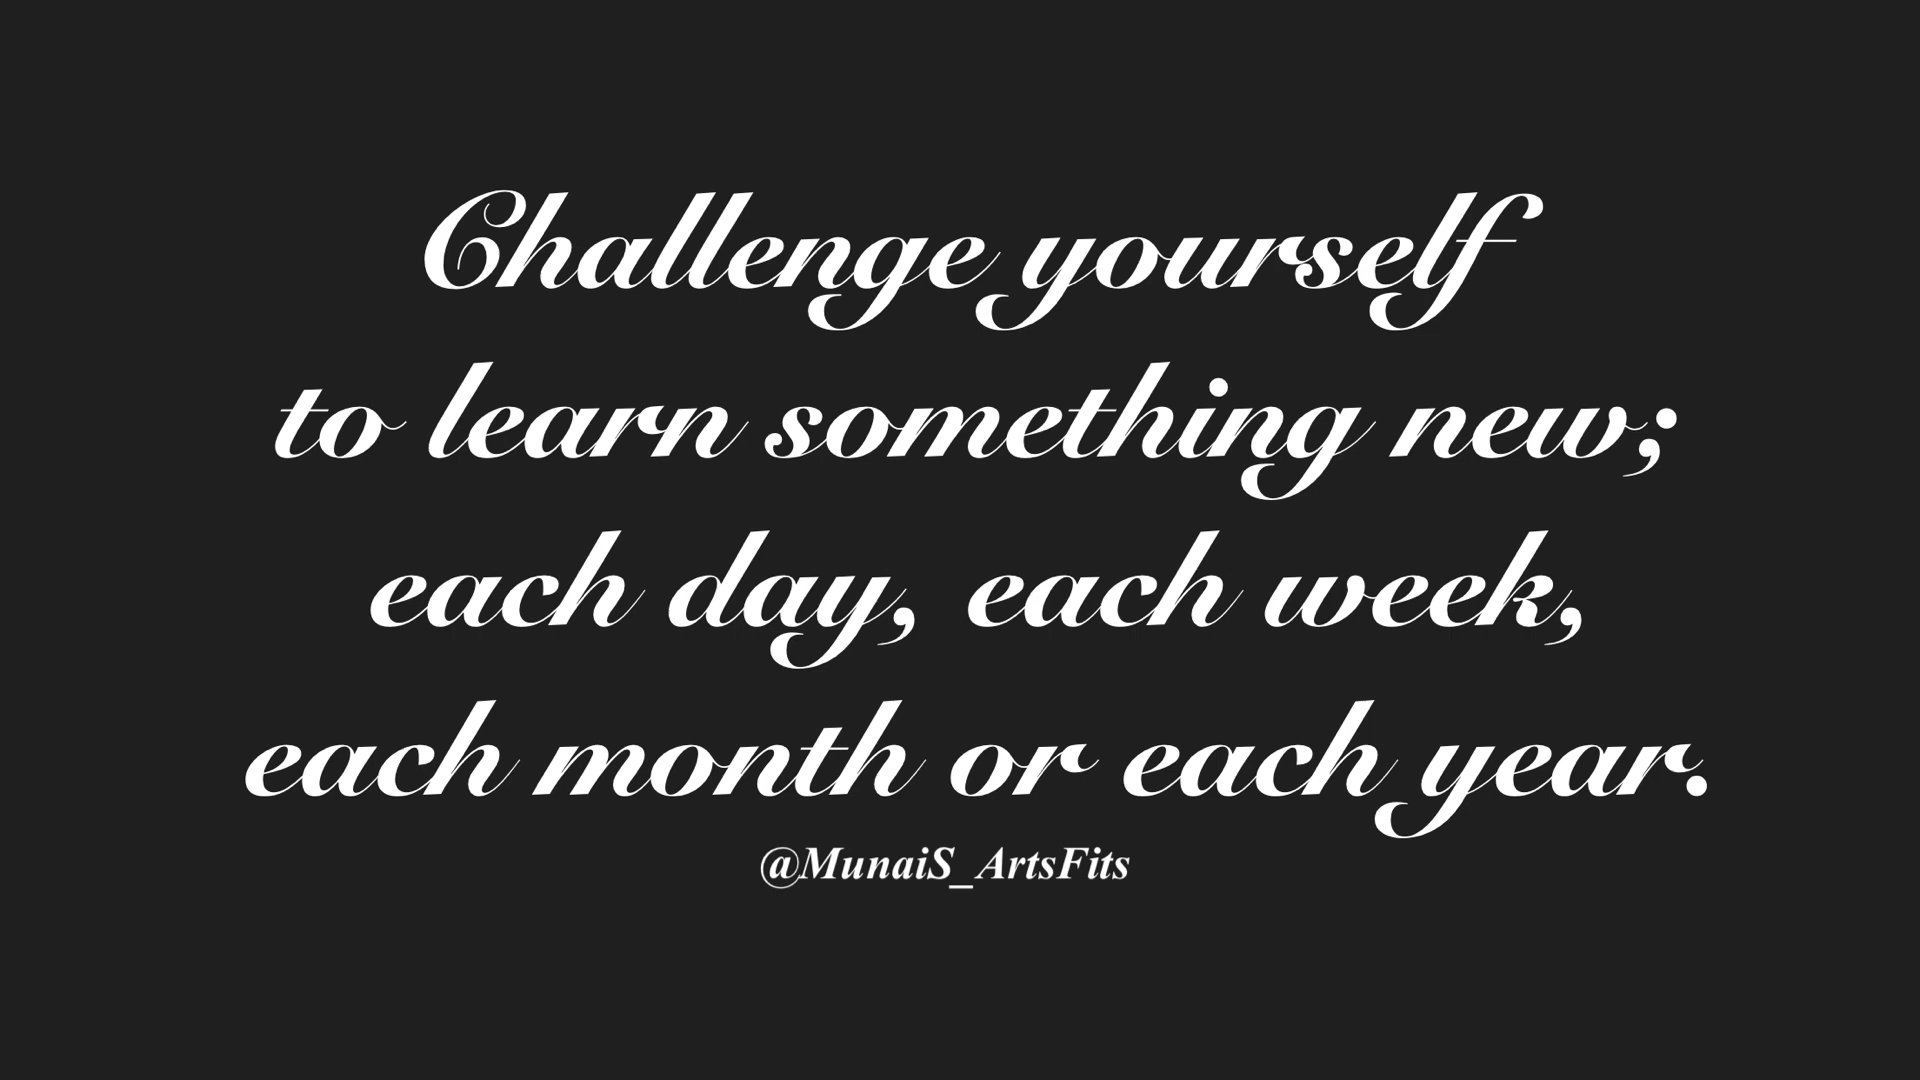 Challenge yourself
to learn something new;
each day, each week,
each month or each year.
@MunaiS_ArtsFits